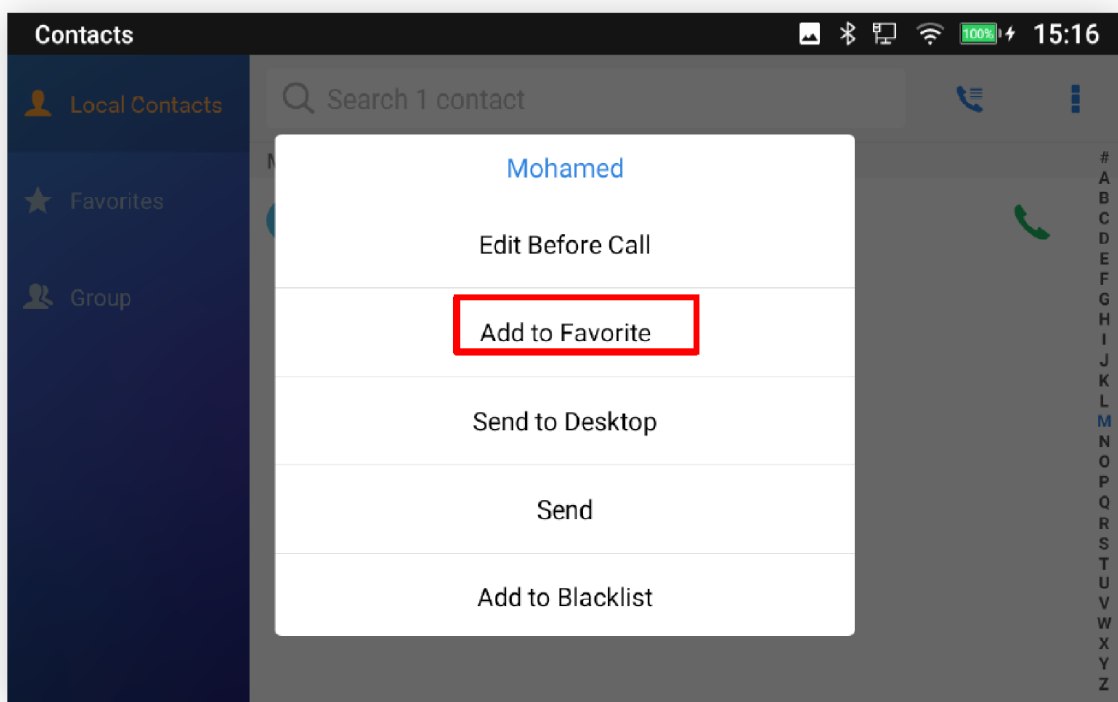 Contacts
100%
15:16
Local Contacts
Search 1 contact
Favorites
Group
M
Mohamed
Edit Before Call
Add to Favorite
Send to Desktop
Send
Add to Blacklist
#
A
B
C
D
E
F
G
H
I
J
K
L
M
N
O
P
Q
R
S
T
U
V
W
X
Y
Z